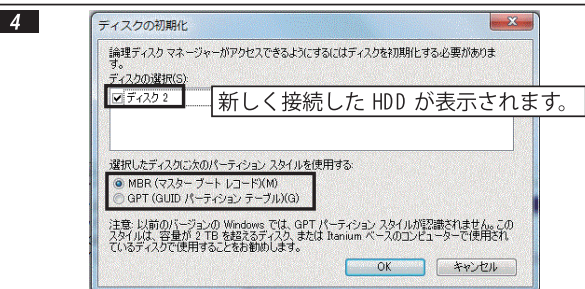 4
ディスクの初期化
論理ディスク マネージャーがアクセスできるようにするにはディスクを初期化する必要がありま
す。
ディスクの選択(S):
ディスク 2
新しく接続した HDD が表示されます。
選択したディスクに次のパーティション スタイルを使用する:
MBR (マスター ブート レコード)(M)
GPT (GUID パーティション テーブル)(G)
注意: 以前のバージョンの Windows では、GPT パーティション スタイルが認識されません。この
スタイルは、容量が 2 TB を超えるディスク、または Itanium ベースのコンピューターで使用され
ているディスクで使用することをお勧めします。
OK
キャンセル